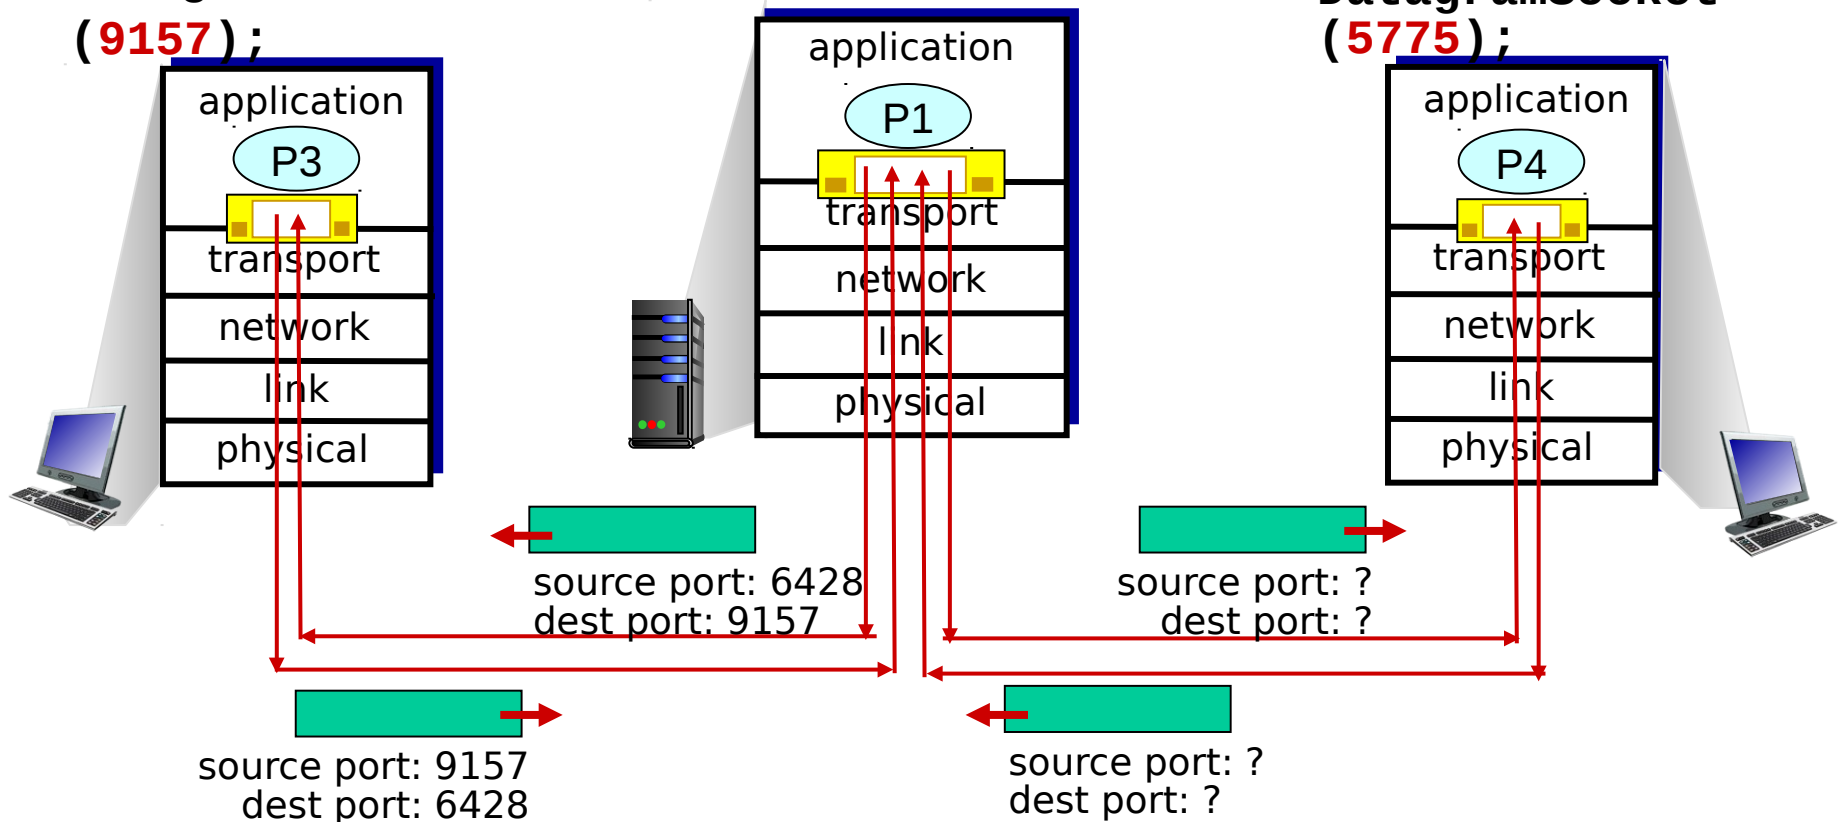 (9157);
DatagramSocket
(5775);
application
P3
transport
network
link
physical
application
P1
transport
network
link
physical
application
P4
transport
network
link
physical
source port: 6428
dest port: 9157
source port: ?
dest port: ?
source port: 9157
dest port: 6428
source port: ?
dest port: ?